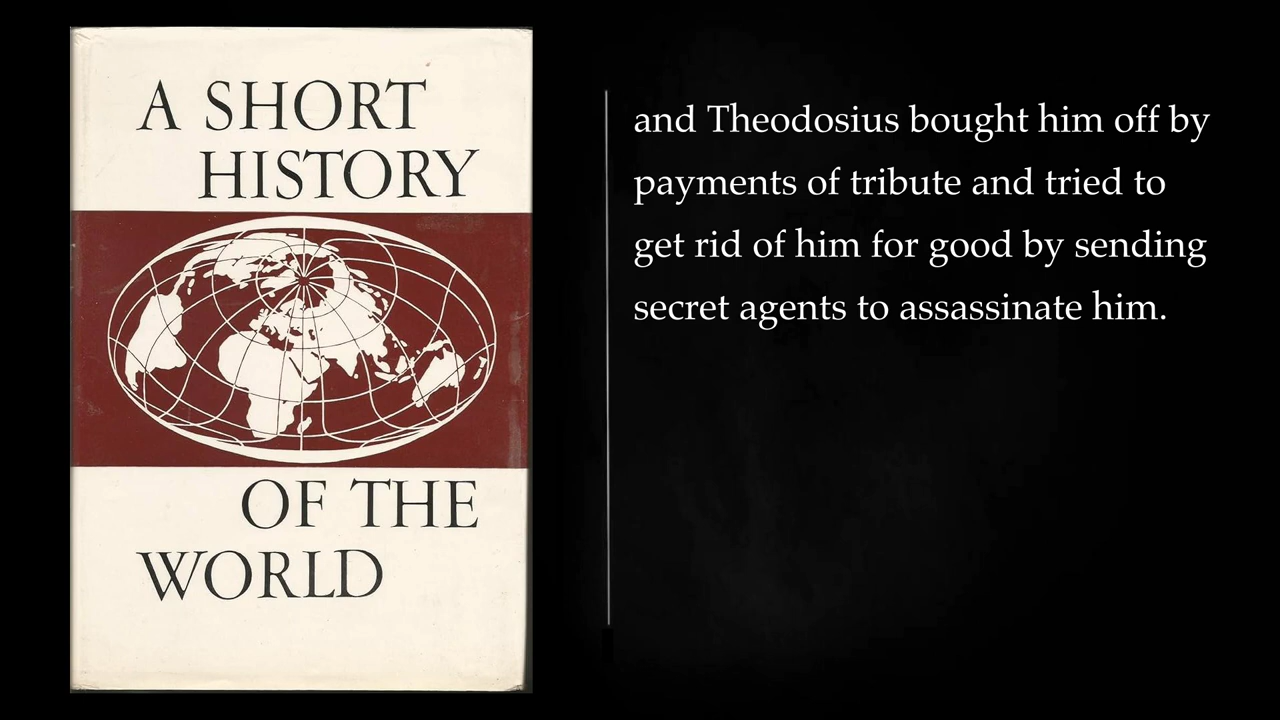 A SHORT
HISTORY
OF THE
WORLD
and Theodosius bought him off by
payments of tribute and tried to
get rid of him for good by sending
secret agents to assassinate him.